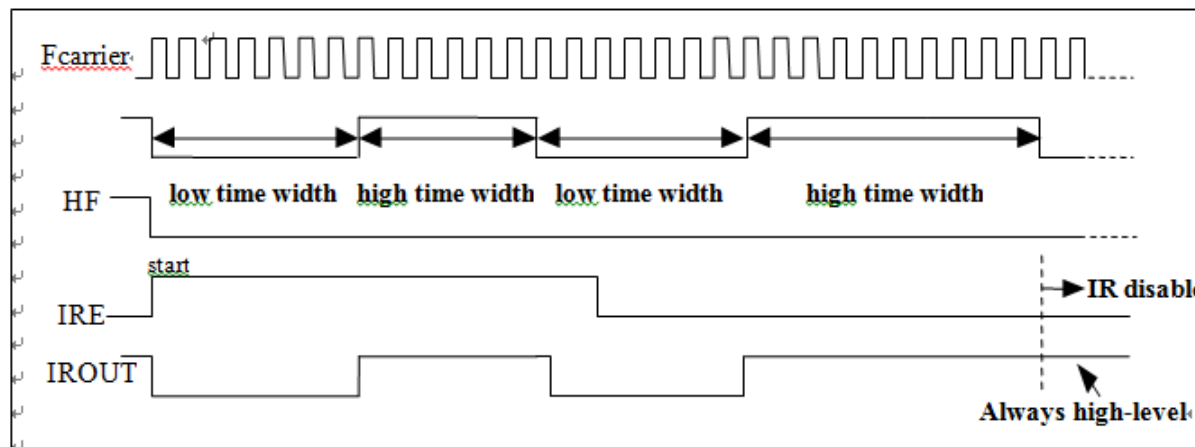 Fcarrier
low time width high time width low time width high time width
HF
start
IR disable
IRE
IROUT
Always high-level